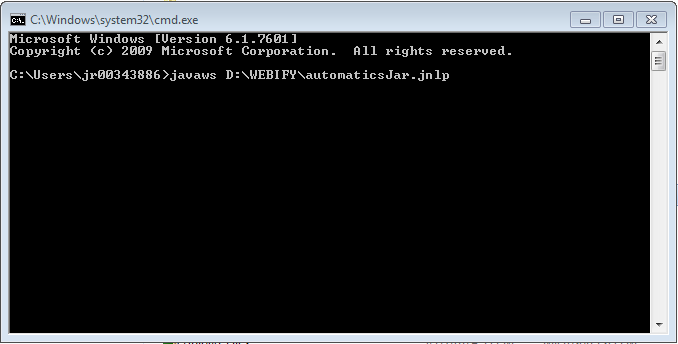 C:\Windows\system32\cmd.exe
Microsoft Windows [Version 6.1.7601]
Copyright (c) 2009 Microsoft Corporation.  All rights reserved.
C:\Users\jr00343886>javaws D:\WEBIFY\automaticsJar.jnlp